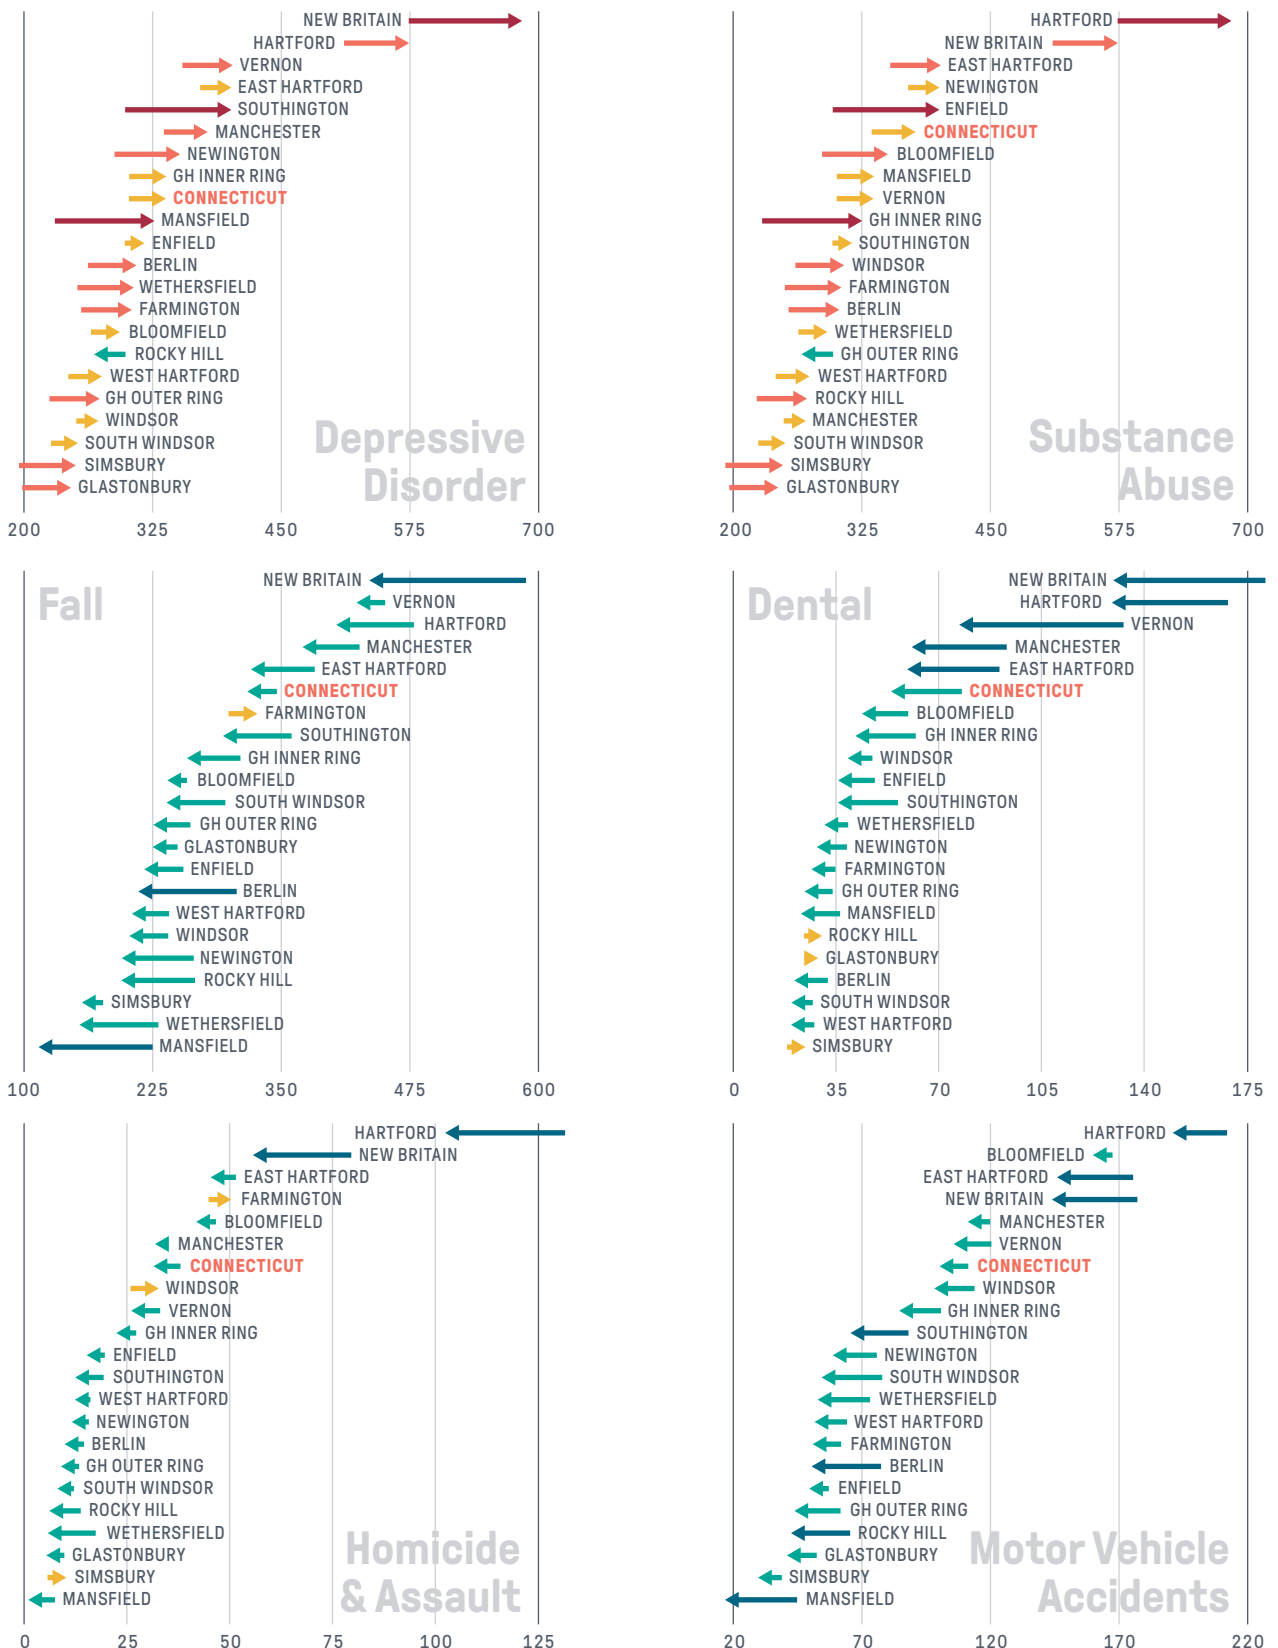 NEW BRITAIN
HARTFORD
VERNON
EAST HARTFORD
SOUTHINGTON
MANCHESTER
NEWINGTON
GH INNER RING
CONNECTICUT
MANSFIELD
ENFIELD
BERLIN
WETHERSFIELD
FARMINGTON
BLOOMFIELD
ROCKY HILL
WEST HARTFORD
GH OUTER RING
WINDSOR
SOUTH WINDSOR
SIMSBURY
GLASTONBURY
Depressive
Disorder
200 325 450 575 700
HARTFORD
NEW BRITAIN
EAST HARTFORD
NEWINGTON
ENFIELD
CONNECTICUT
BLOOMFIELD
MANSFIELD
VERNON
GH INNER RING
SOUTHINGTON
WINDSOR
FARMINGTON
BERLIN
WETHERSFIELD
GH OUTER RING
WEST HARTFORD
ROCKY HILL
MANCHESTER
SOUTH WINDSOR
SIMSBURY
GLASTONBURY
Substance
Abuse
200 325 450 575 700
Fall
NEW BRITAIN
VERNON
HARTFORD
MANCHESTER
EAST HARTFORD
CONNECTICUT
FARMINGTON
SOUTHINGTON
GH INNER RING
BLOOMFIELD
SOUTH WINDSOR
GH OUTER RING
GLASTONBURY
ENFIELD
BERLIN
WEST HARTFORD
WINDSOR
NEWINGTON
ROCKY HILL
SIMSBURY
WETHERSFIELD
MANSFIELD
100 225 350 475 600
Dental
NEW BRITAIN
HARTFORD
VERNON
MANCHESTER
EAST HARTFORD
CONNECTICUT
BLOOMFIELD
GH INNER RING
WINDSOR
ENFIELD
SOUTHINGTON
WETHERSFIELD
NEWINGTON
FARMINGTON
GH OUTER RING
MANSFIELD
ROCKY HILL
GLASTONBURY
BERLIN
SOUTH WINDSOR
WEST HARTFORD
SIMSBURY
0 35 70 105 140 175
HARTFORD
NEW BRITAIN
EAST HARTFORD
FARMINGTON
BLOOMFIELD
MANCHESTER
CONNECTICUT
WINDSOR
VERNON
GH INNER RING
ENFIELD
SOUTHINGTON
WEST HARTFORD
NEWINGTON
BERLIN
GH OUTER RING
SOUTH WINDSOR
ROCKY HILL
WETHERSFIELD
GLASTONBURY
SIMSBURY
MANSFIELD
Homicide
& Assault
0 25 50 75 100 125
HARTFORD
BLOOMFIELD
EAST HARTFORD
NEW BRITAIN
MANCHESTER
VERNON
CONNECTICUT
WINDSOR
GH INNER RING
SOUTHINGTON
NEWINGTON
SOUTH WINDSOR
WETHERSFIELD
WEST HARTFORD
FARMINGTON
BERLIN
ENFIELD
GH OUTER RING
ROCKY HILL
GLASTONBURY
SIMSBURY
MANSFIELD
Motor Vehicle
Accidents
20 70 120 170 220